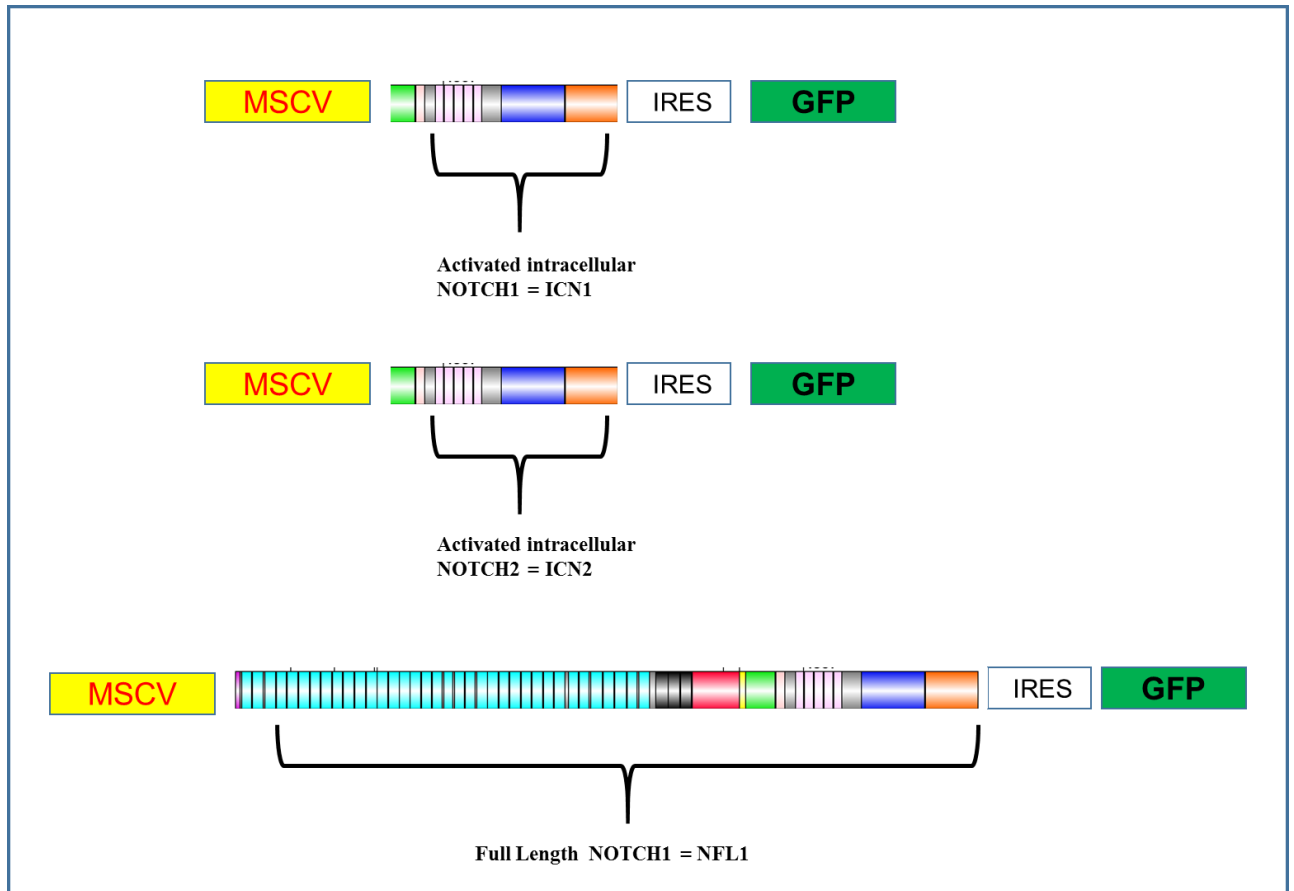 MSCV IRES GFP
Activated intracellular
NOTCH1 = ICN1
MSCV IRES GFP
Activated intracellular
NOTCH2 = ICN2
MSCV IRES GFP
Full Length NOTCH1 = NFL1